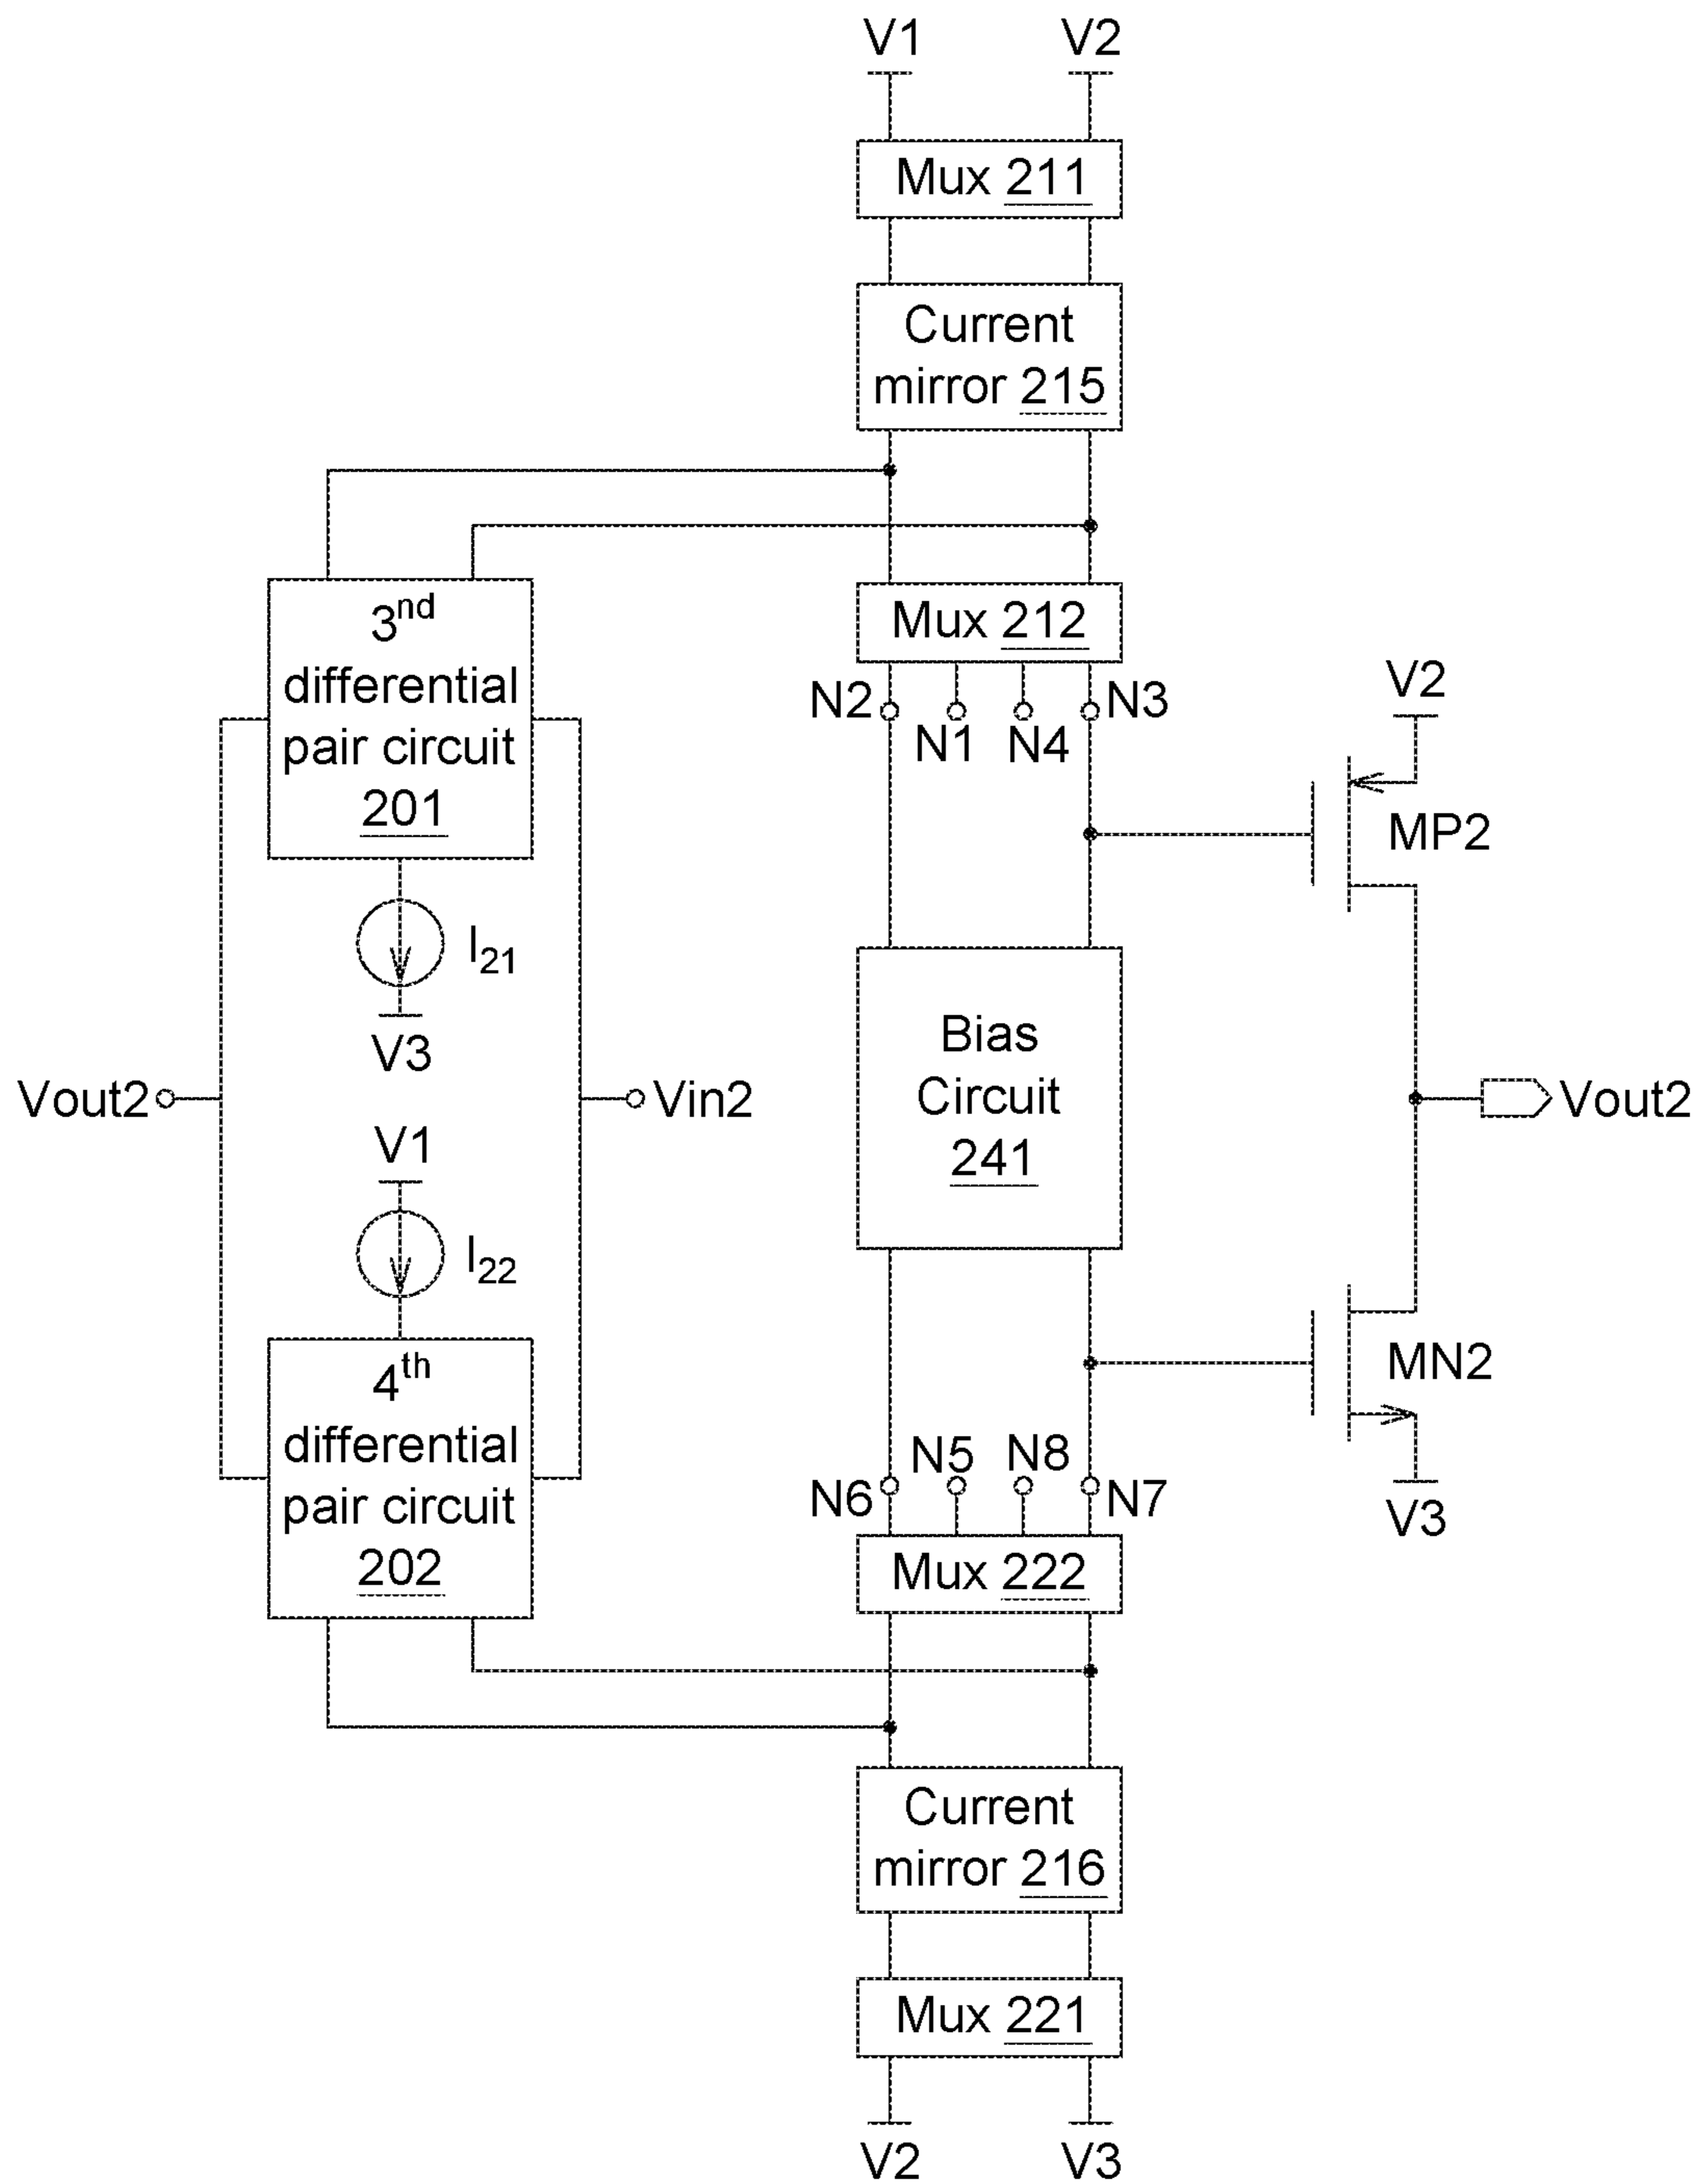 V1
V2
Mux 211
Current
mirror 215
3nd
differential
pair circuit
201
Mux 212
N2
N1
N4
N3
V2
MP2
I21
V3
Vout2
Vin2
V1
I22
Bias
Circuit
241
Vout2
4th
differential
pair circuit
202
MN2
V3
N6
N5
N8
N7
Mux 222
Current
mirror 216
Mux 221
V2
V3